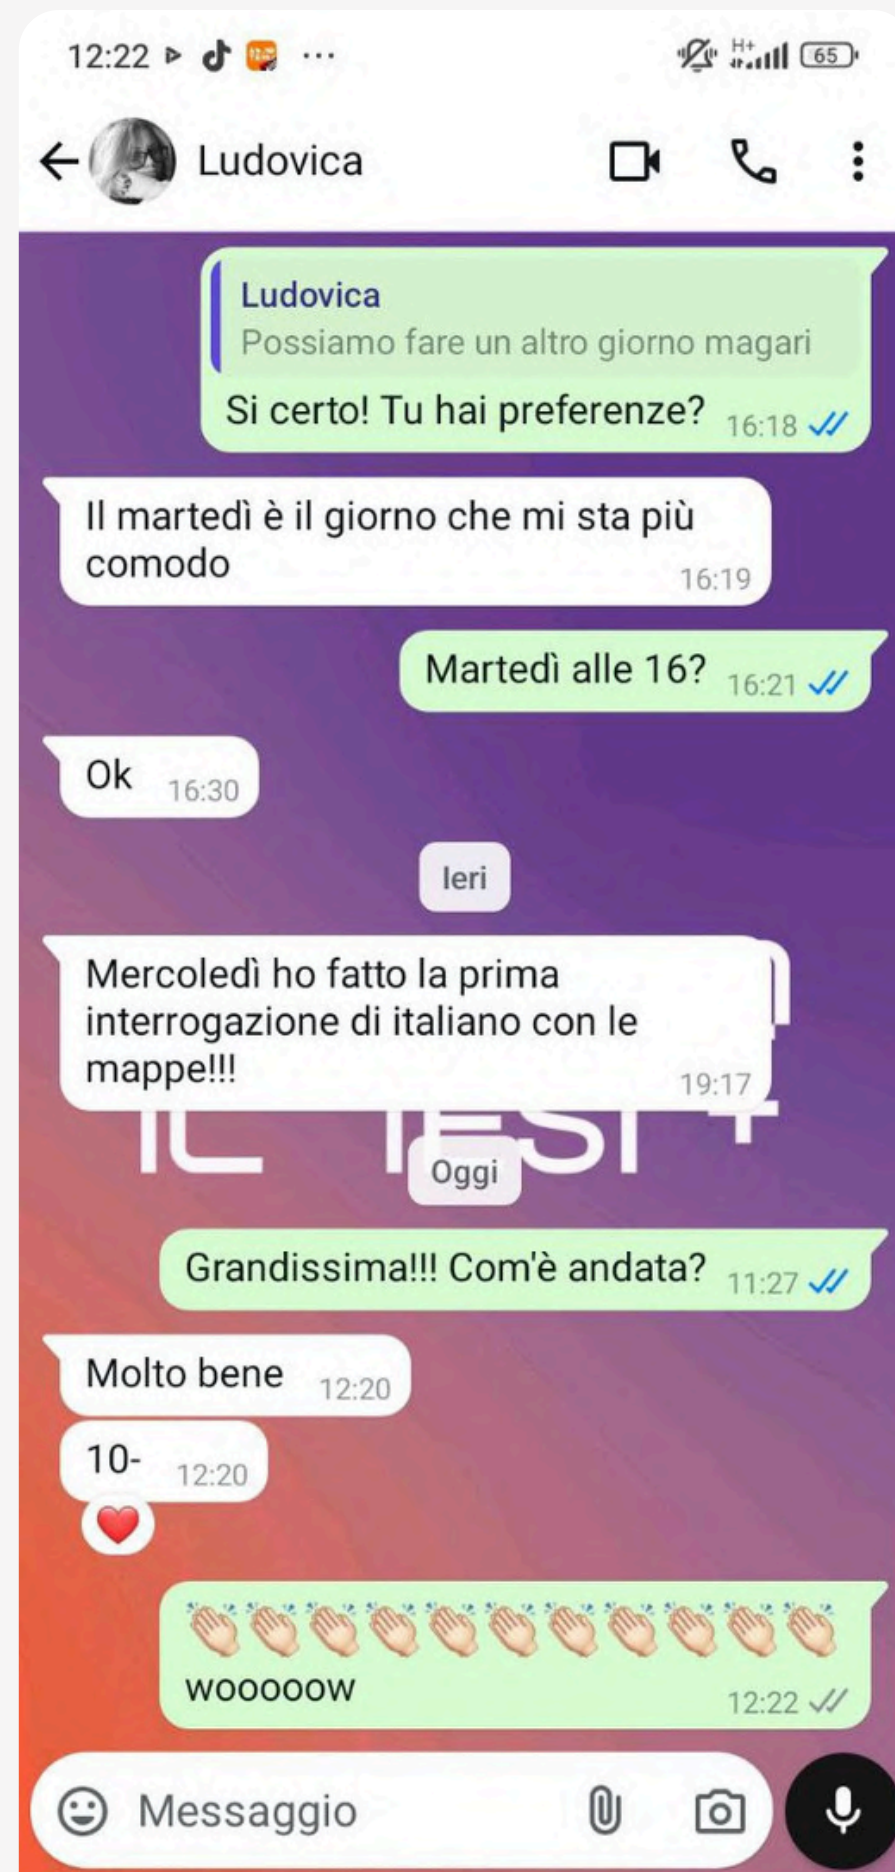 12:22
H+
65
Ludovica
Ludovica
Possiamo fare un altro giorno magari
Si certo! Tu hai preferenze? 16:18
Il martedì è il giorno che mi sta più
comodo
16:19
Martedì alle 16? 16:21
Ok 16:30
Ieri
Mercoledì ho fatto la prima
interrogazione di italiano con le
mappe!!!
19:17
Oggi
Grandissima!!! Com'è andata? 11:27
Molto bene 12:20
10- 12:20
❤️
👏🏻👏🏻👏🏻👏🏻👏🏻👏🏻👏🏻👏🏻👏🏻👏🏻👏🏻
wooooow 12:22
Messaggio